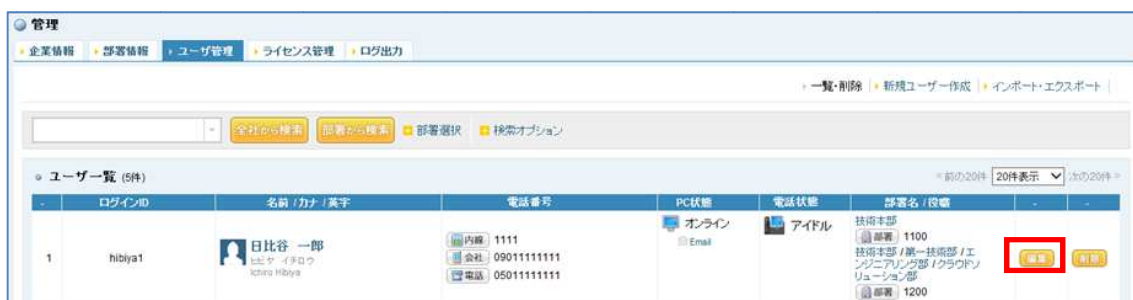 管理
企業情報 部署情報 ユーザ管理 ライセンス管理 ログ出力
一覧・削除 | 新規ユーザー作成 | インポート・エクスポート |
全社から検索 部署から検索 部署選択 検索オプション
ユーザ一覧 (5件) 前の20件 20件表示 次の20件
- ログインID 名前 / カナ / 英字 電話番号 PC状態 電話状態 部署名 / 役職 - -
1 hibiya1
日比谷 一郎
ヒビヤ イチロウ
Ichiro Hibiya
内線 1111
会社 09011111111
電話 05011111111
オンライン
Email
アイドル
技術本部
部署 1100
技術本部 / 第一技術部 / エ
ンジニアリング部 / クラウドソ
リューション部
部署 1200
編集 削除